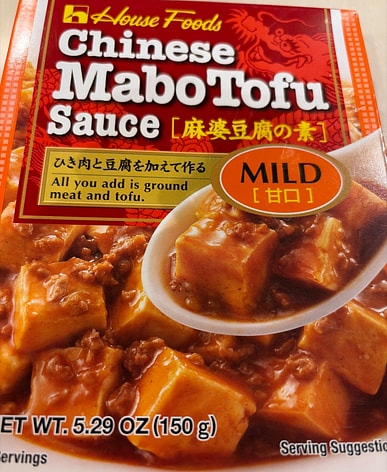 House Foods
Chinese
MaboTofu
Sauce [麻婆豆腐の素]
ひき肉と豆腐を加えて作る
All you add is ground
meat and tofu.
MILD
[甘口]
ET WT. 5.29 OZ (150 g)
ervings
Serving Suggestio